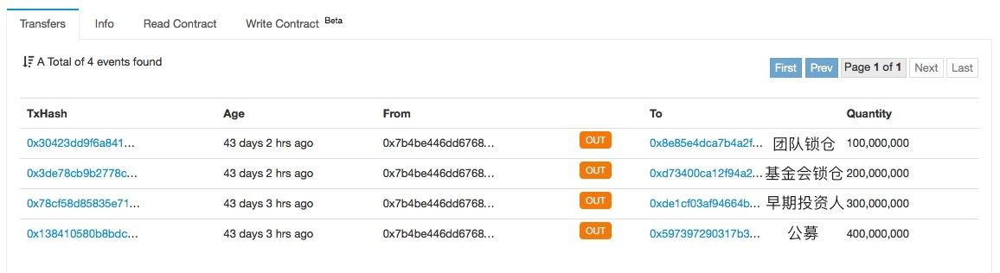 Transfers Info Read Contract Write Contract Beta
A Total of 4 events found First Prev Page 1 of 1 Next Last
TxHash Age From To Quantity
0x30423dd9f6a841... 43 days 2 hrs ago 0x7b4be446dd6768... OUT 0x8e85e4dca7b4a2f... 团队锁仓 100,000,000
0x3de78cb9b2778c... 43 days 2 hrs ago 0x7b4be446dd6768... OUT 0xd73400ca12f94a2... 基金会锁仓 200,000,000
0x78cf58d85835e71... 43 days 3 hrs ago 0x7b4be446dd6768... OUT 0xde1cf03af94664b... 早期投资人 300,000,000
0x138410580b8bdc... 43 days 3 hrs ago 0x7b4be446dd6768... OUT 0x597397290317b3... 公募 400,000,000